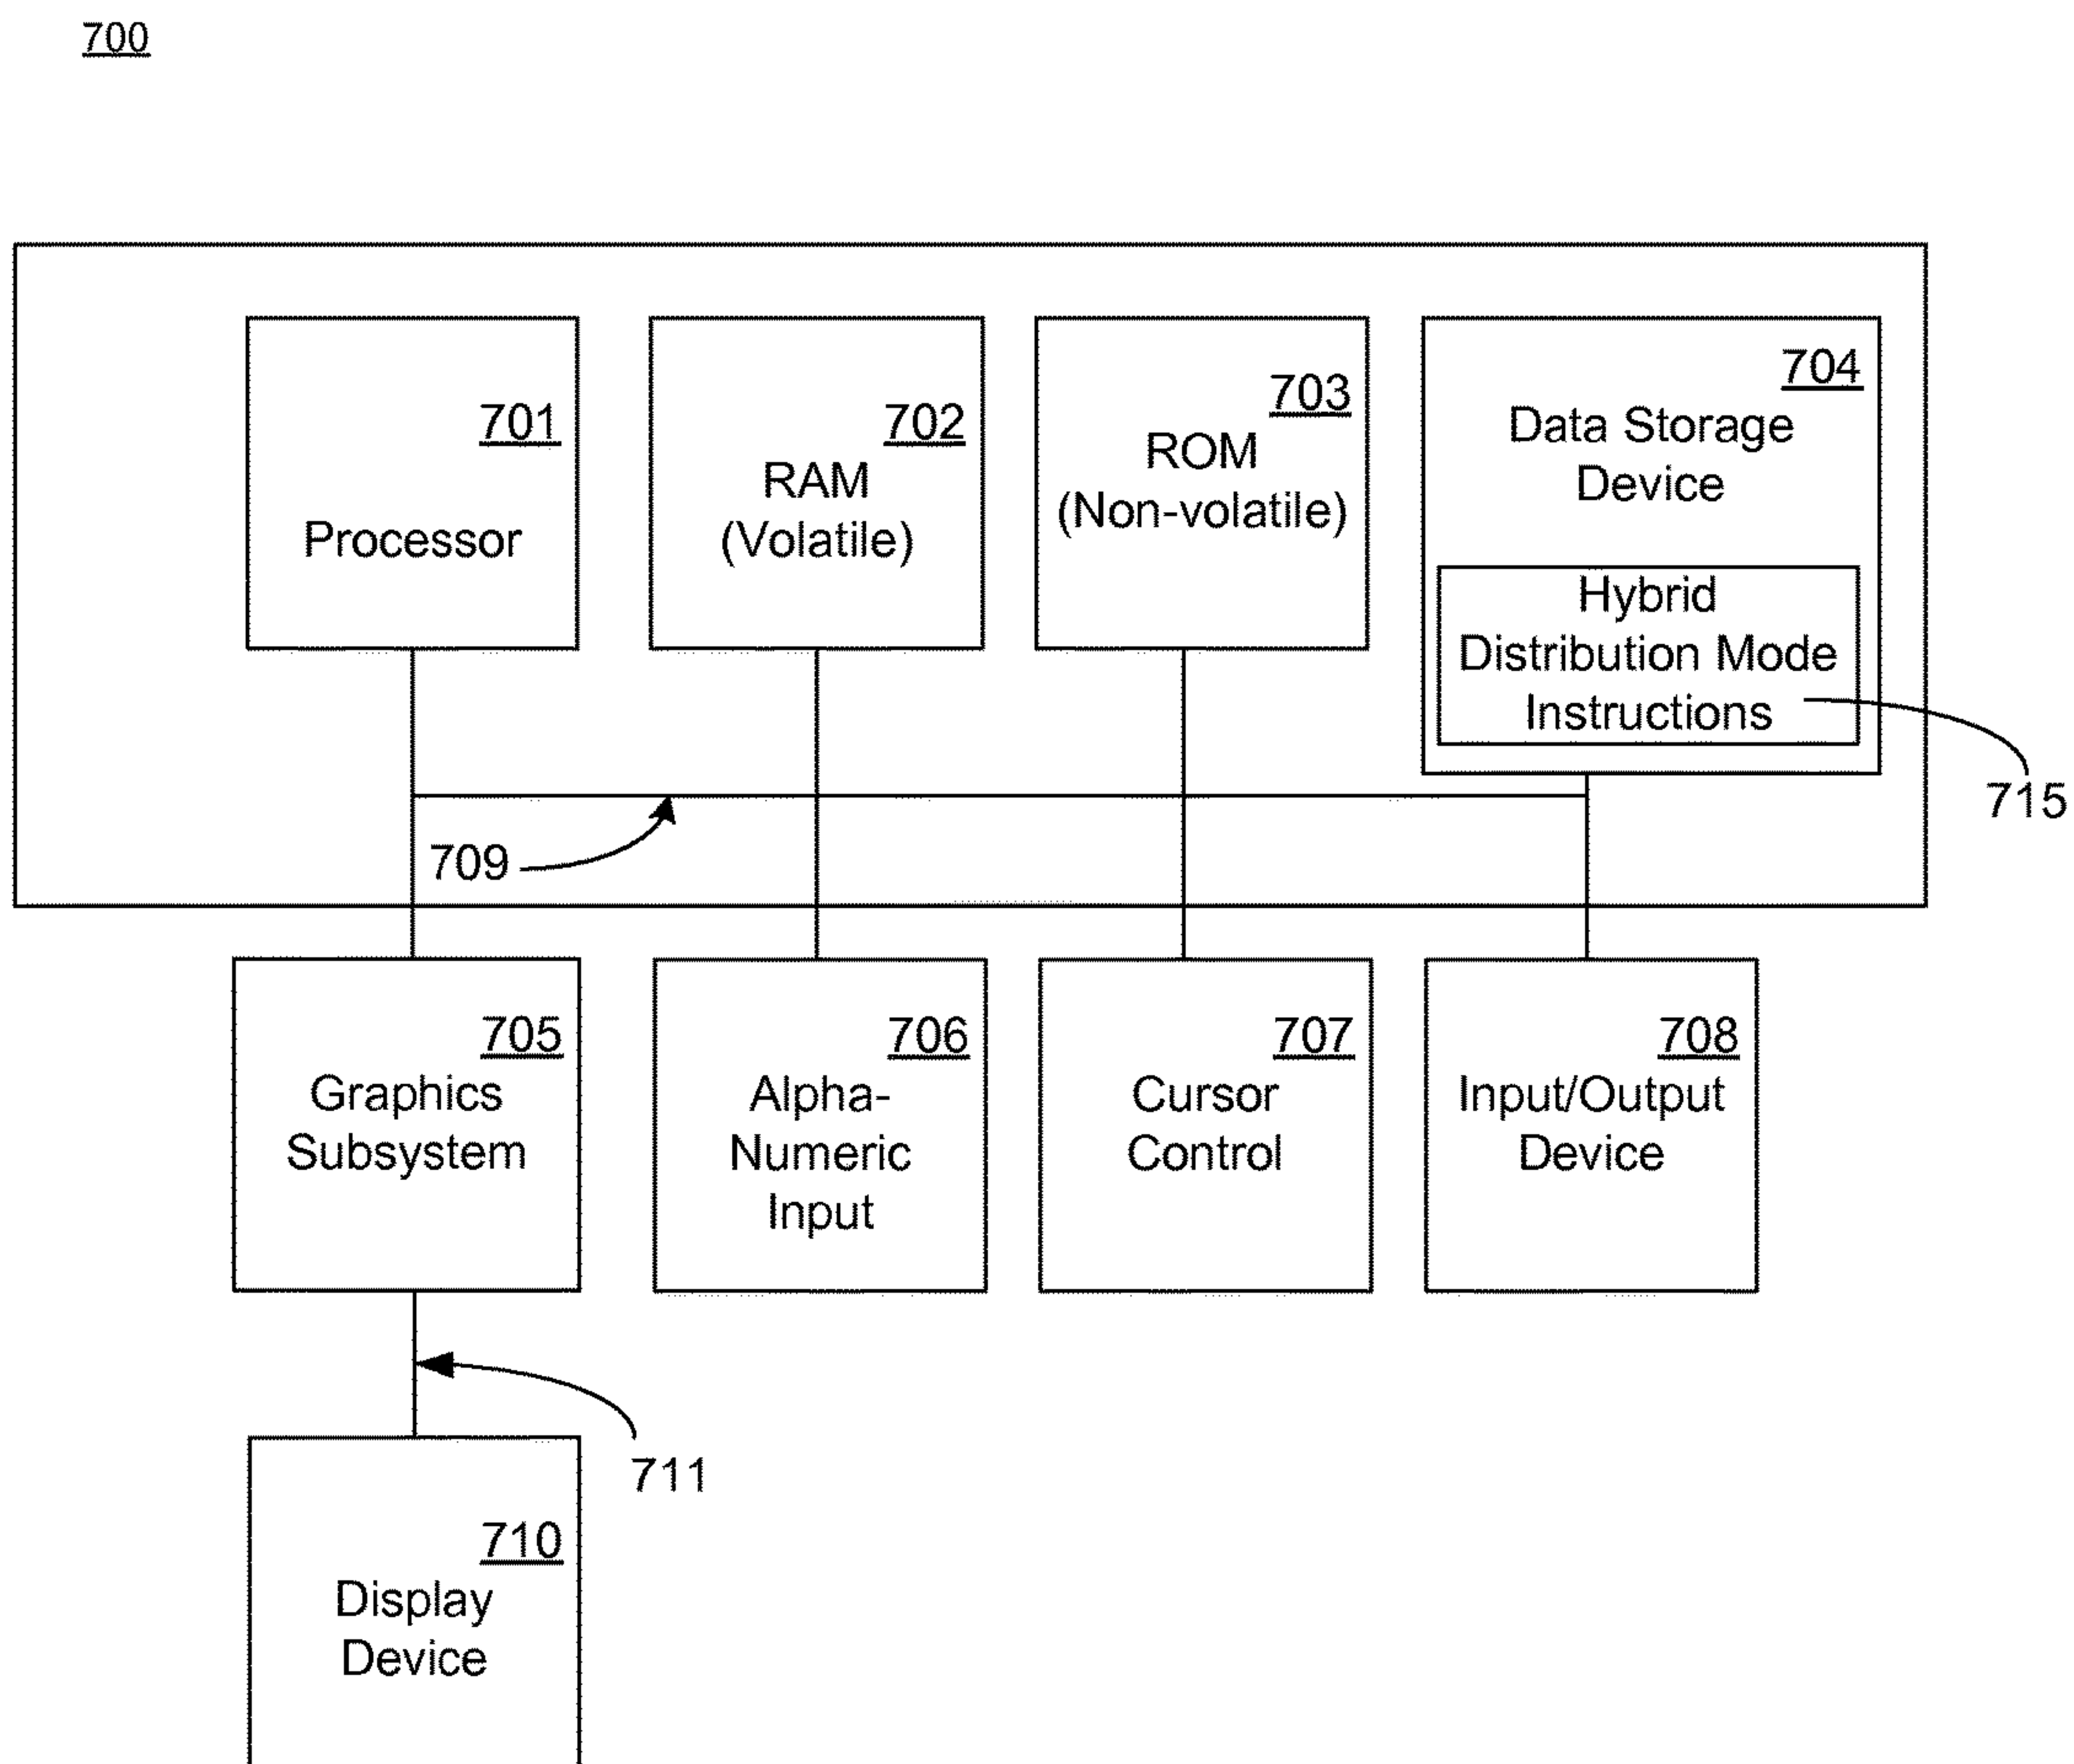 700
701
Processor
702
RAM
(Volatile)
703
ROM
(Non-volatile)
704
Data Storage
Device
Hybrid
Distribution Mode
Instructions
715
709
705
Graphics
Subsystem
706
Alpha-
Numeric
Input
707
Cursor
Control
708
Input/Output
Device
711
710
Display
Device